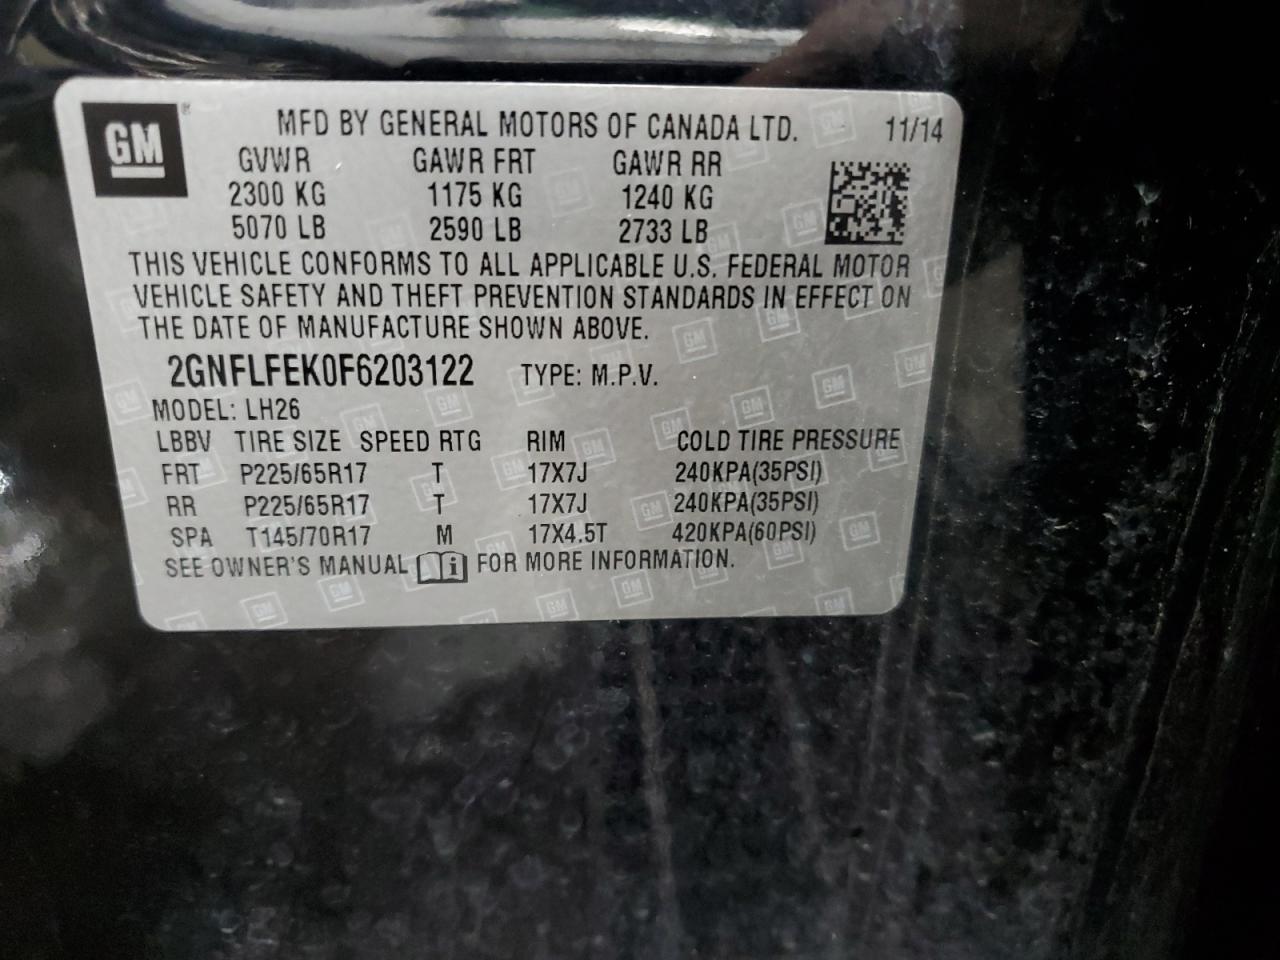 GM ® MFD BY GENERAL MOTORS OF CANADA LTD. 11/14
GVWR GAWR FRT GAWR RR
2300 KG 1175 KG 1240 KG
5070 LB 2590 LB 2733 LB
THIS VEHICLE CONFORMS TO ALL APPLICABLE U.S. FEDERAL MOTOR
VEHICLE SAFETY AND THEFT PREVENTION STANDARDS IN EFFECT ON
THE DATE OF MANUFACTURE SHOWN ABOVE.
2GNFLFEK0F6203122 TYPE: M.P.V.
MODEL: LH26
LBBV TIRE SIZE SPEED RTG RIM COLD TIRE PRESSURE
FRT P225/65R17 T 17X7J 240KPA(35PSI)
RR P225/65R17 T 17X7J 240KPA(35PSI)
SPA T145/70R17 M 17X4.5T 420KPA(60PSI)
SEE OWNER'S MANUAL i FOR MORE INFORMATION.